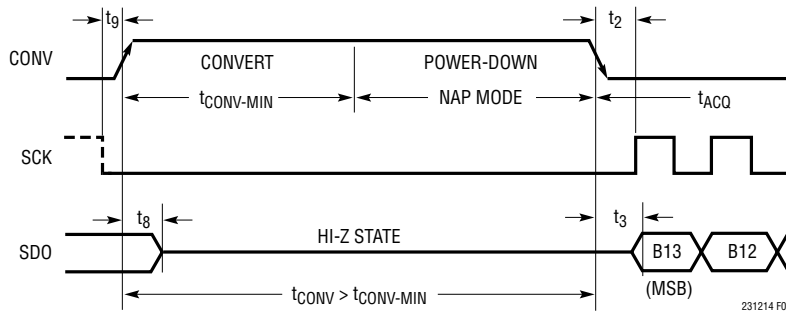 t9
t2
CONV
CONVERT
POWER-DOWN
tCONV-MIN
NAP MODE
tACQ
SCK
t8
t3
SDO
HI-Z STATE
B13
B12
(MSB)
tCONV > tCONV-MIN
231214 F0